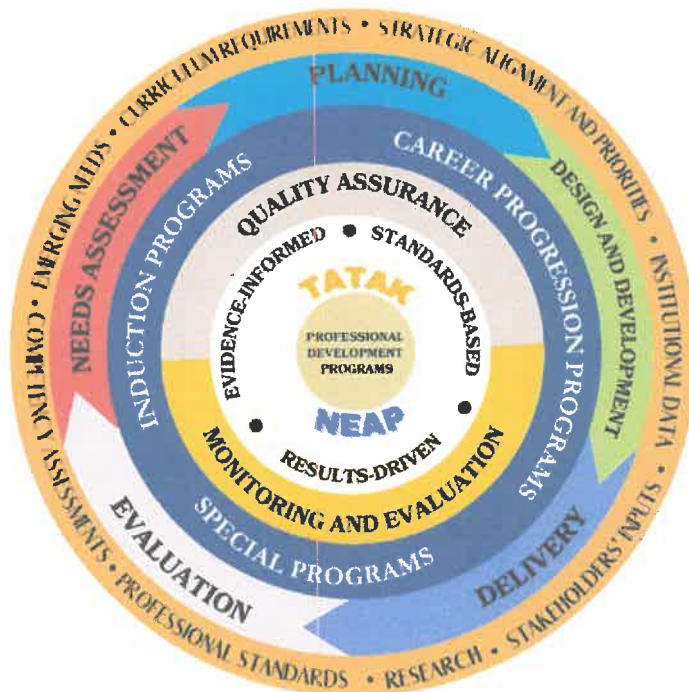 CURRICULUM REQUIREMENTS • STRATEGIC ALIGNMENT AND PRIORITIES • INSTITUTIONAL DATA • STAKEHOLDERS' INPUTS • RESEARCH • PROFESSIONAL STANDARDS • COMPETENCY ASSESSMENTS • EMERGING NEEDS •
PLANNING
DESIGN AND DEVELOPMENT
DELIVERY
EVALUATION
NEEDS ASSESSMENT
INDUCTION PROGRAMS
CAREER PROGRESSION PROGRAMS
SPECIAL PROGRAMS
QUALITY ASSURANCE
MONITORING AND EVALUATION
EVIDENCE-INFORMED • STANDARDS-BASED • RESULTS-DRIVEN •
TATAK
PROFESSIONAL
DEVELOPMENT
PROGRAMS
NEAP